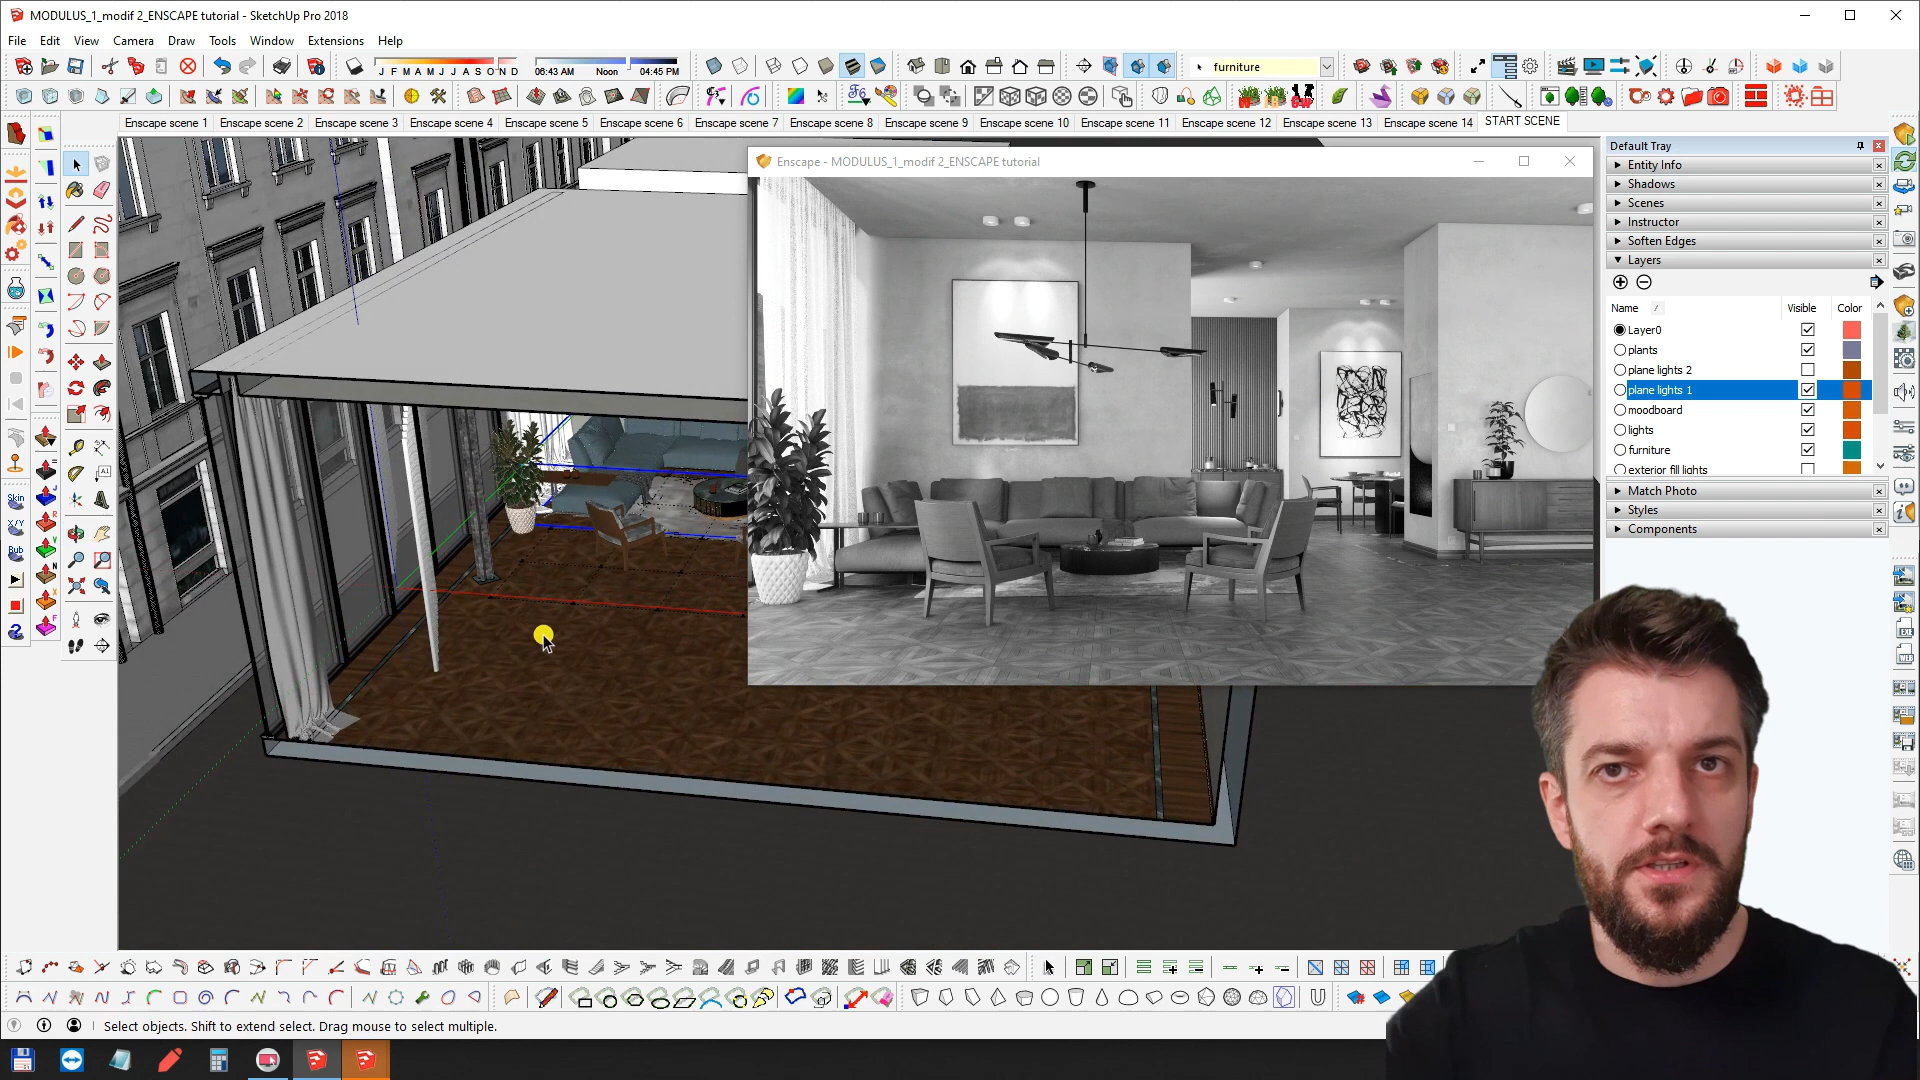 MODULUS_1_modif 2_ENSCAPE tutorial - SketchUp Pro 2018
File Edit View Camera Draw Tools Window Extensions Help
J F M A M J J A S O N D 06:43 AM Noon 04:45 PM
furniture
Enscape scene 1 Enscape scene 2 Enscape scene 3 Enscape scene 4 Enscape scene 5 Enscape scene 6 Enscape scene 7 Enscape scene 8 Enscape scene 9 Enscape scene 10 Enscape scene 11 Enscape scene 12 Enscape scene 13 Enscape scene 14 START SCENE
Enscape - MODULUS_1_modif 2_ENSCAPE tutorial
Default Tray
Entity Info
Shadows
Scenes
Instructor
Soften Edges
Layers
Name Visible Color
Layer0
plants
plane lights 2
plane lights 1
moodboard
lights
furniture
exterior fill lights
Match Photo
Styles
Components
Skin
X/Y
Bub
Select objects. Shift to extend select. Drag mouse to select multiple.